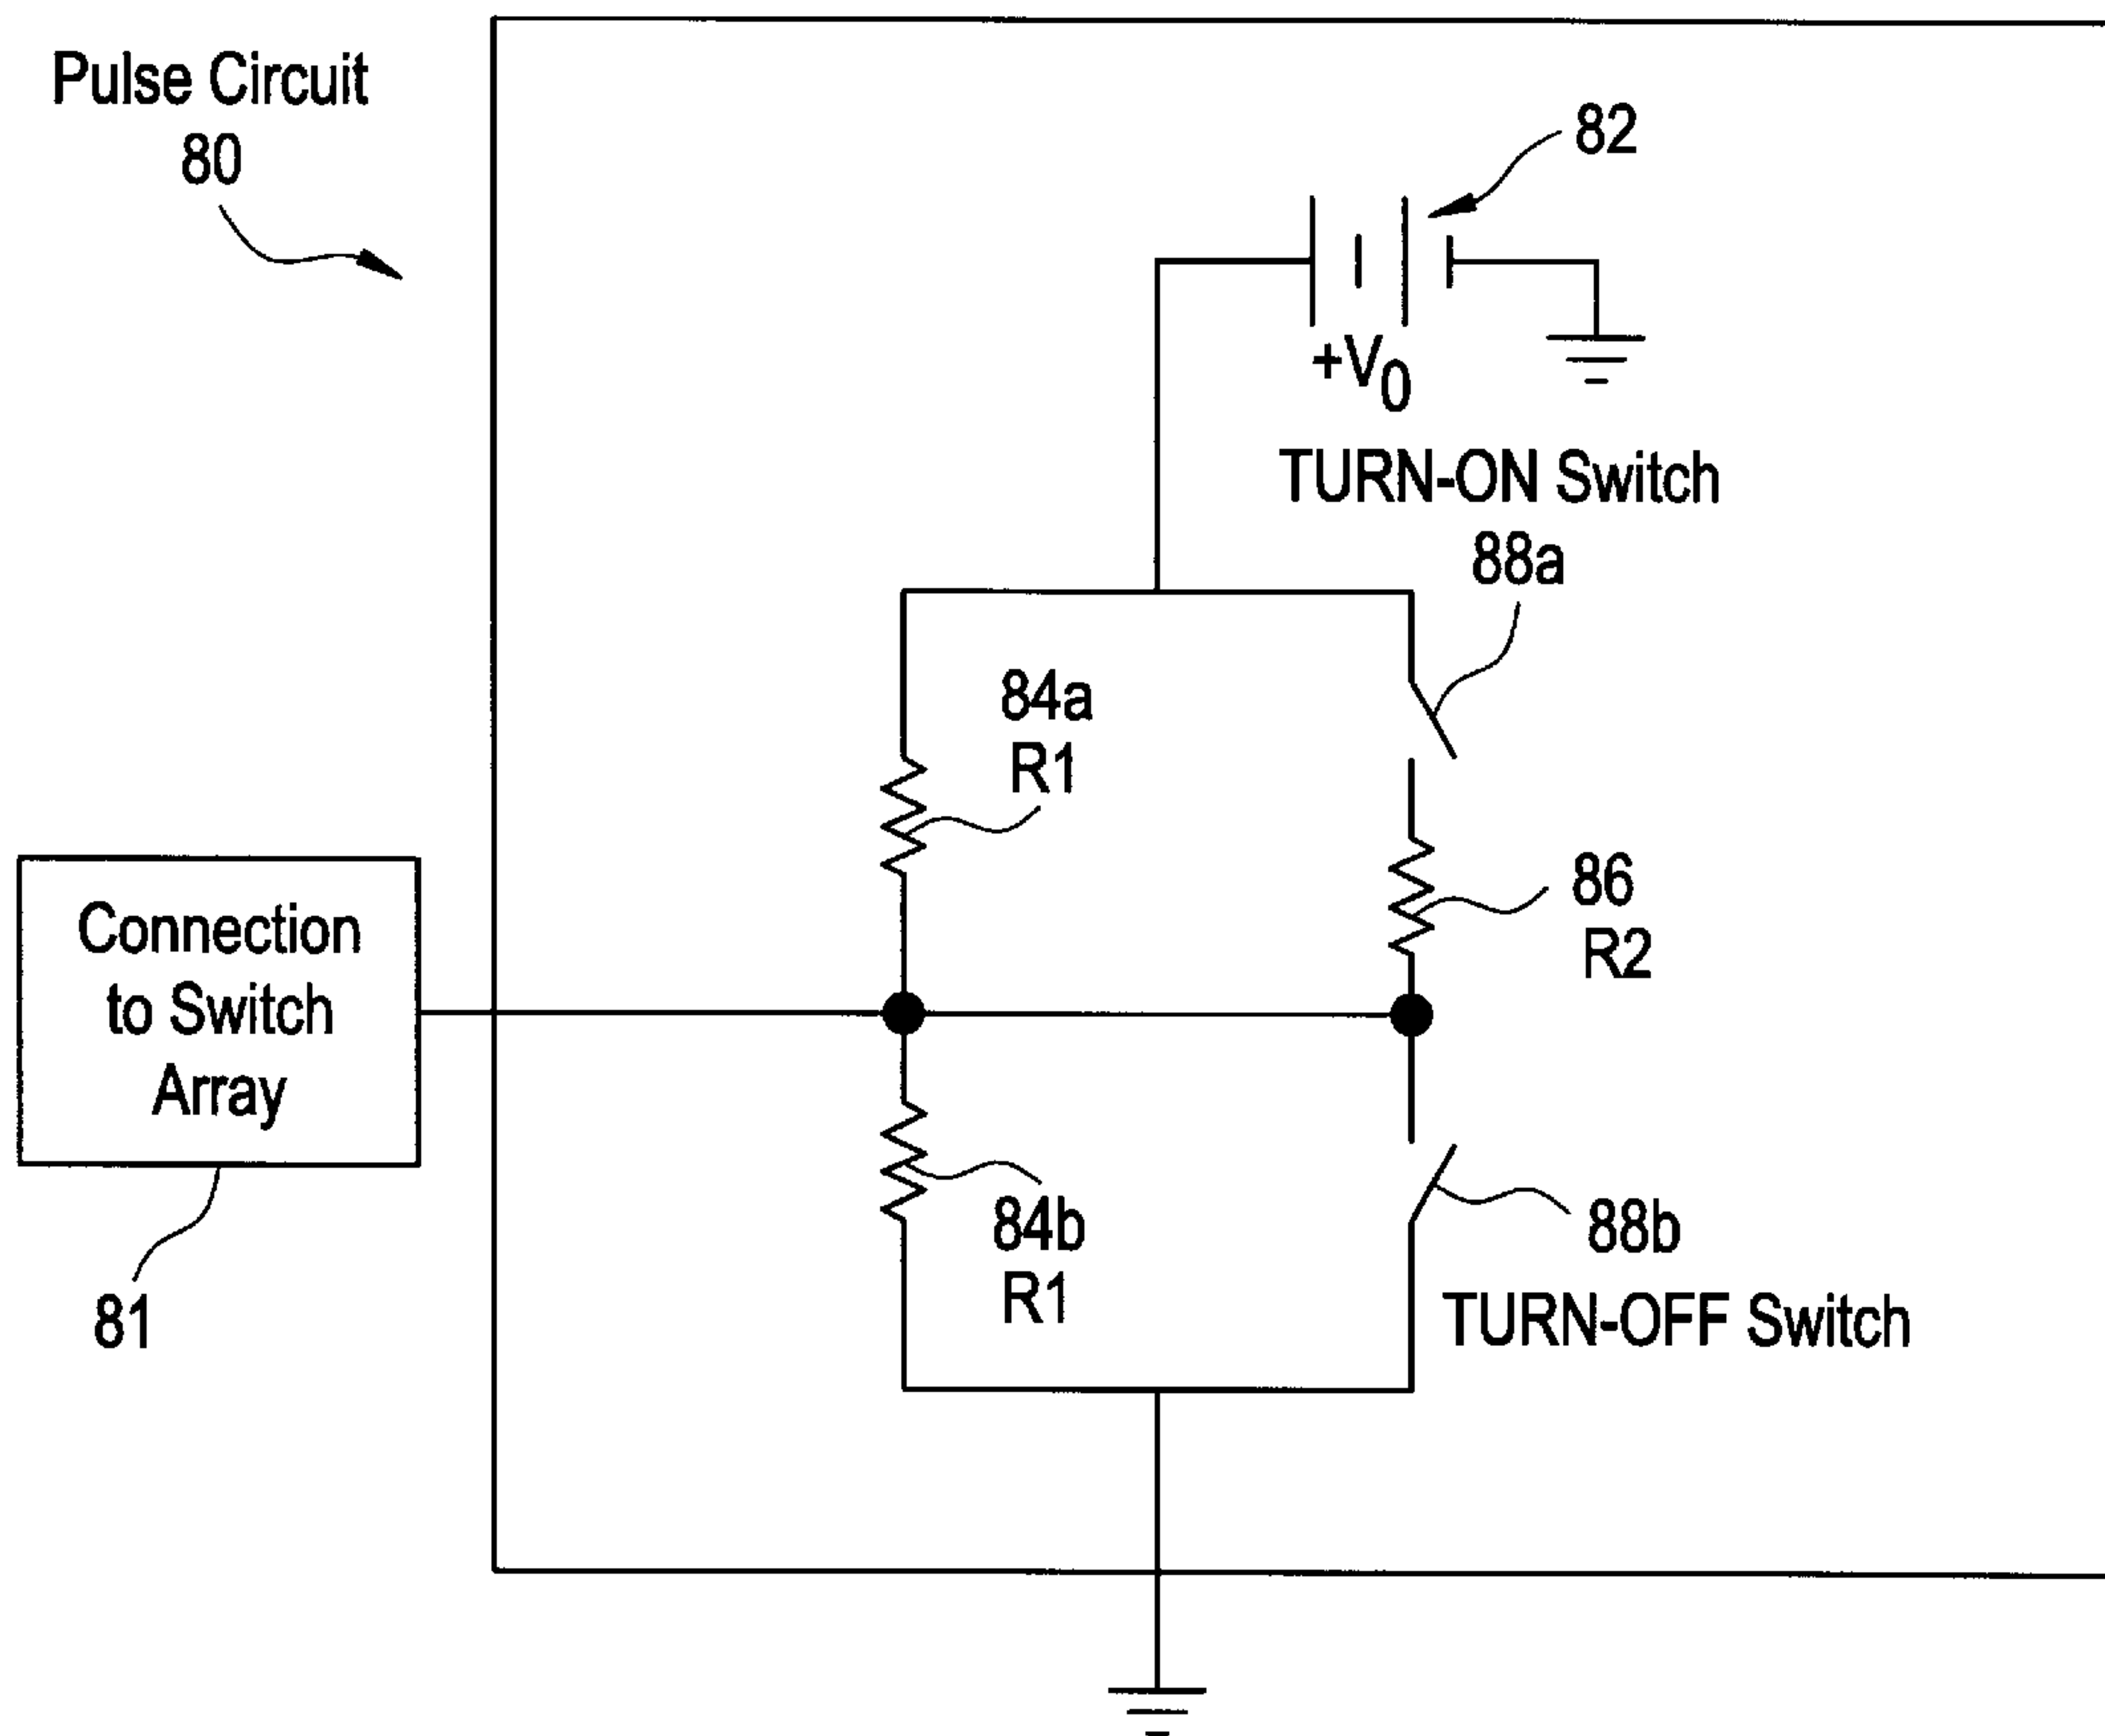 Pulse Circuit
80
82
+V0
TURN-ON Switch
88a
84a
R1
86
R2
Connection
to Switch
Array
81
84b
R1
88b
TURN-OFF Switch